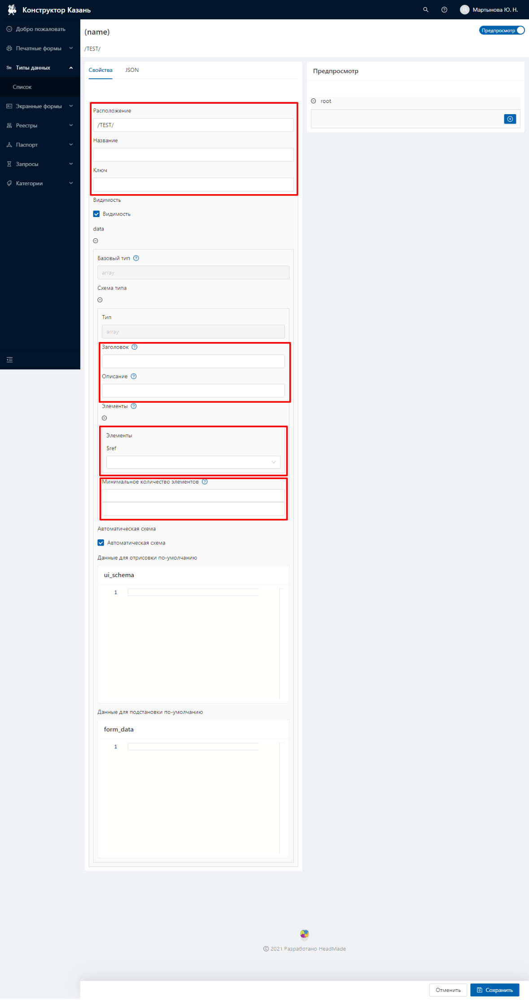 Конструктор Казань
Мартынова Ю. Н.
Добро пожаловать
Печатные формы
Str. Типы данных
Список
Экранные формы
Реестры
Паспорт
Запросы
Категории
(name)
Предпросмотр
/TEST/
Свойства
JSON
Расположение
/TEST/
Название
Ключ
Видимость
Видимость
data
Базовый тип
array
Схема типа
Тип
array
Заголовок
Описание
Элементы
Элементы
$ref
Минимальное количество элементов
Автоматическая схема
Автоматическая схема
Данные для отрисовки по-умолчанию
ui_schema
1
Данные для подстановки по-умолчанию
form_data
1
Предпросмотр
root
© 2021 Разработано HeadMade
Отменить
Сохранить